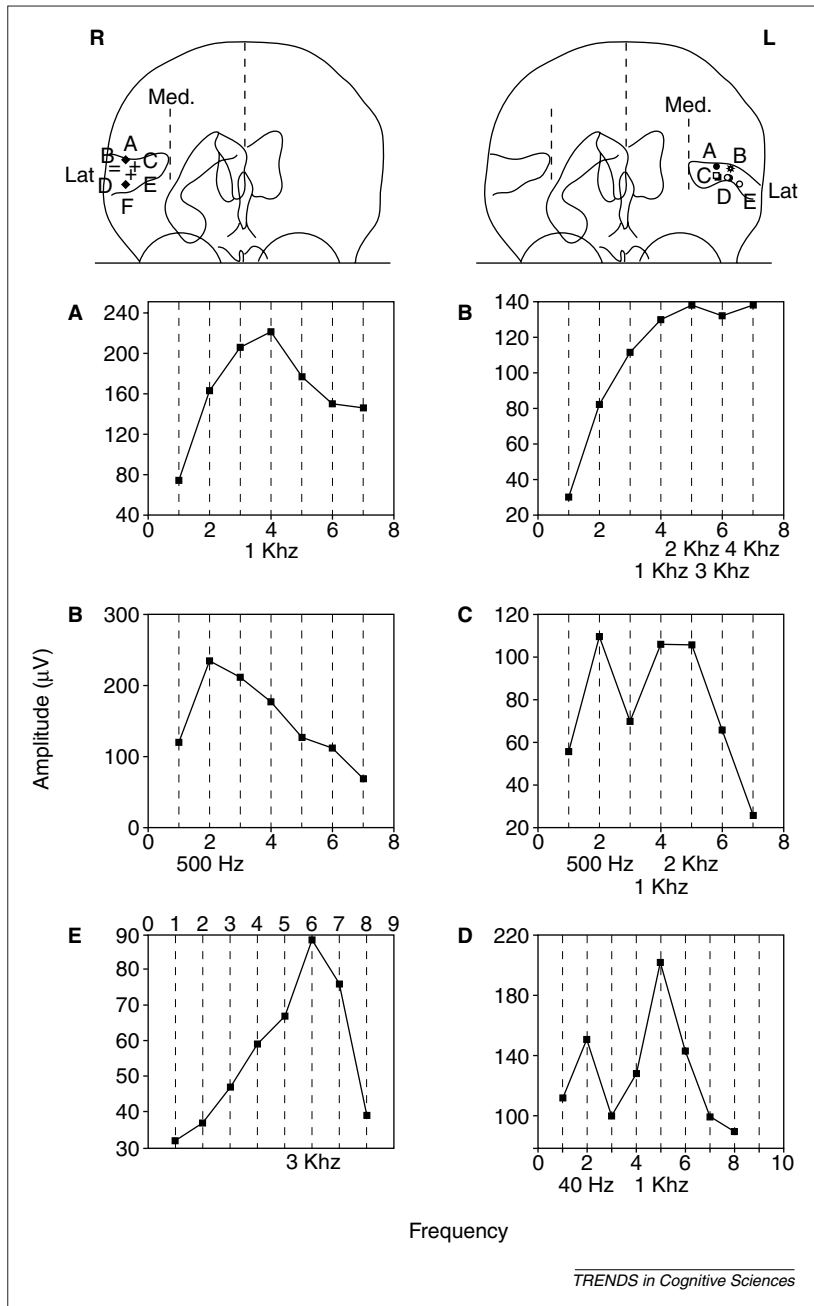 R L
Med. Med.
A A B
B C
Lat C Lat
D E D E
F
A B
240 140
200 120
160 100
120 80
80 60
40 40
20
0 2 4 6 8 0 2 4 6 8
1 Khz 2 Khz 4 Khz
1 Khz 3 Khz
B C
300 120
200 100
100 80
0 60
40
20
0 2 4 6 8 0 2 4 6 8
500 Hz 500 Hz 2 Khz
1 Khz
Amplitude (μV)
E D
0 1 2 3 4 5 6 7 8 9
90 220
80 180
70 140
60 100
50
40
30
3 Khz
0 2 4 6 8 10
40 Hz 1 Khz
Frequency
TRENDS in Cognitive Sciences